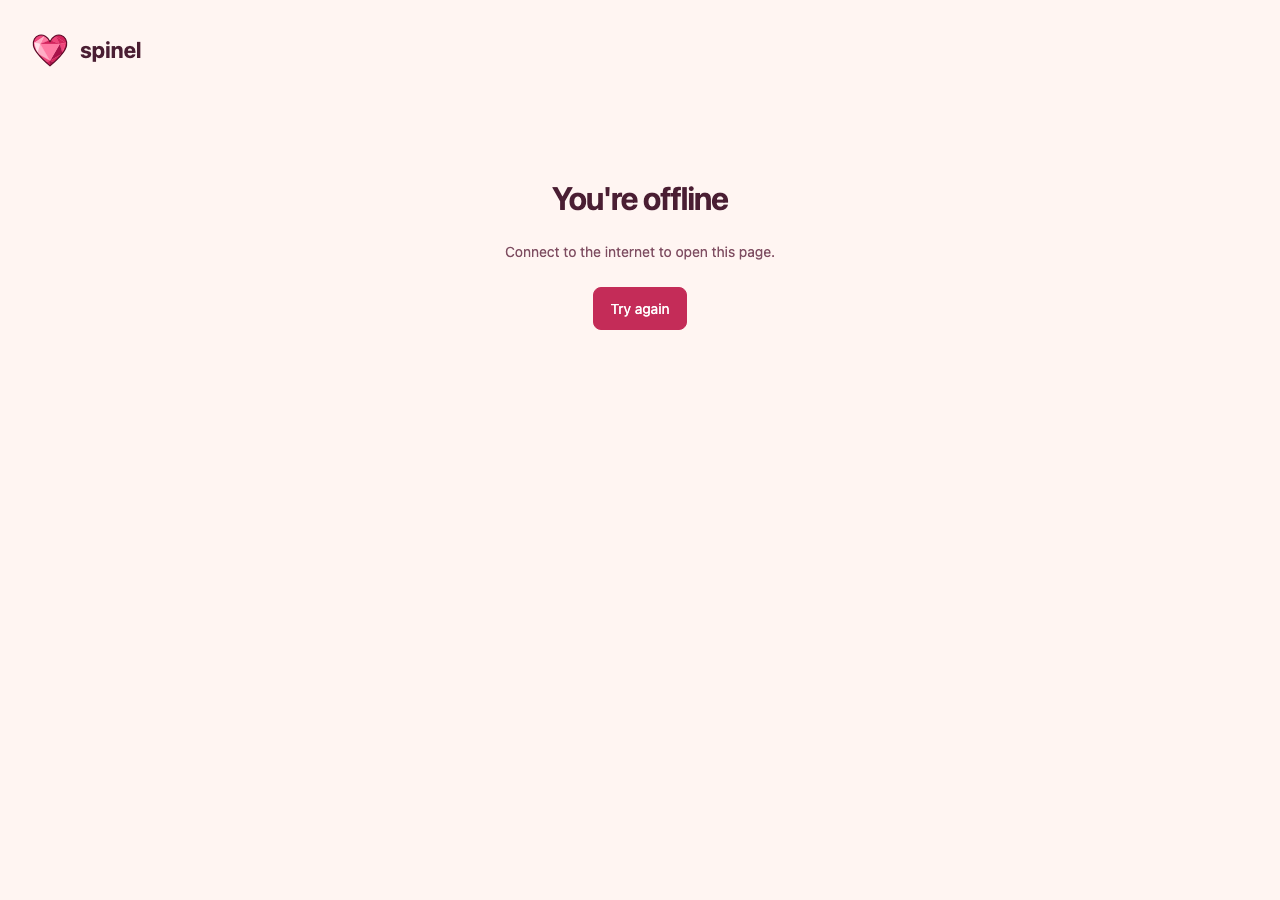 spinel
You're offline
Connect to the internet to open this page.
Try again